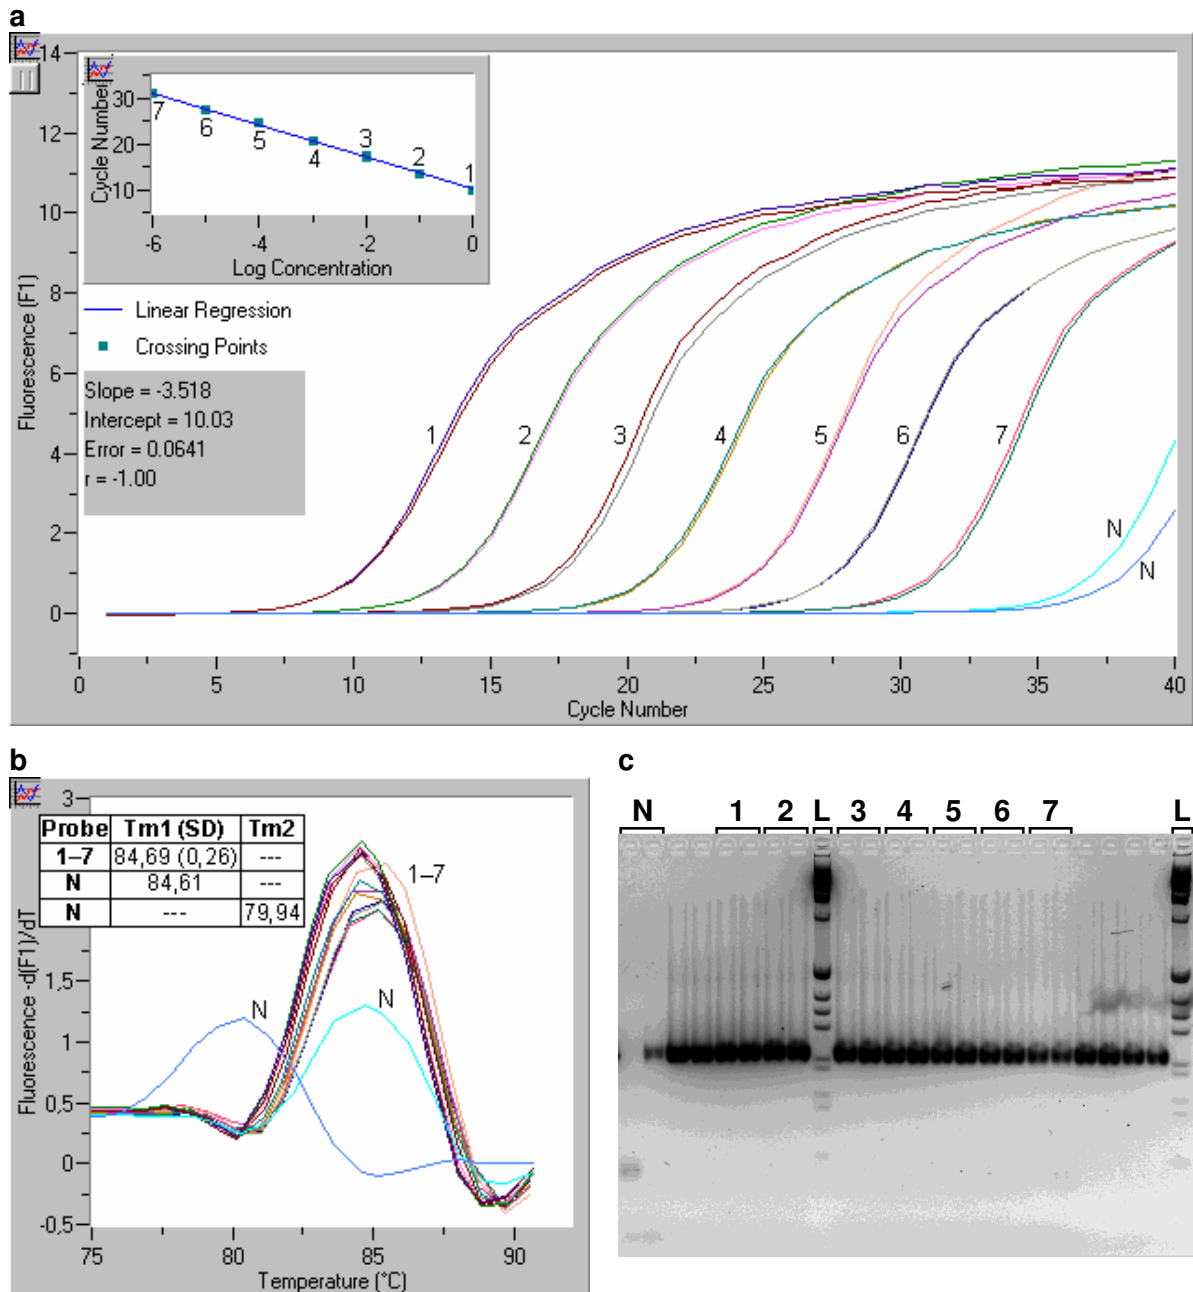 a
14
12
10
8
6
4
2
0
Fluorescence (F1)
0 5 10 15 20 25 30 35 40
Cycle Number
Cycle Number
30
20
10
7 6 5 4 3 2 1
-6 -4 -2 0
Log Concentration
Linear Regression
Crossing Points
Slope = -3.518
Intercept = 10.03
Error = 0.0641
r = -1.00
1 2 3 4 5 6 7
N
N
b
3
1,5
1
0,5
0
-0,5
Fluorescence -d(F1)/dT
Probe Tm1 (SD) Tm2
1–7 84,69 (0,26) ---
N 84,61 ---
N --- 79,94
1–7
N
N
75 80 85 90
Temperature (°C)
c
N 1 2 L 3 4 5 6 7 L